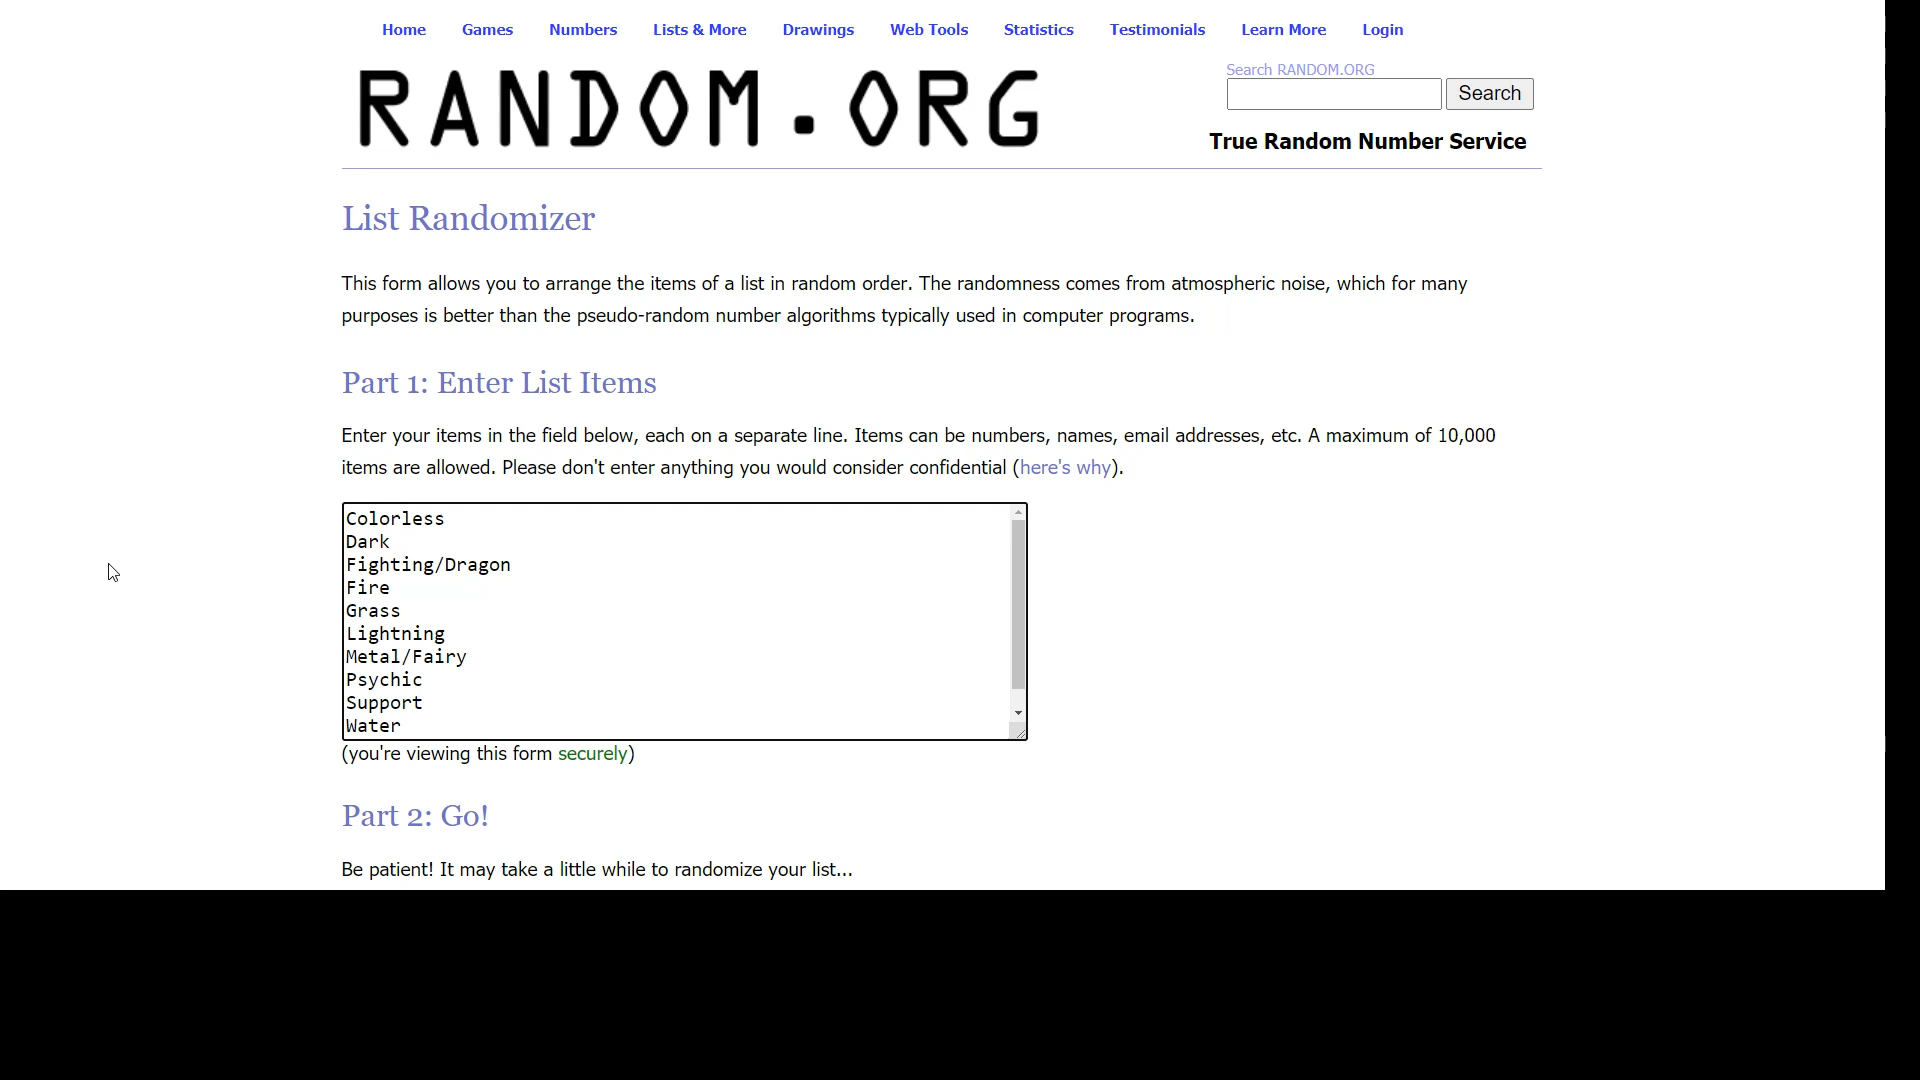 Home Games Numbers Lists & More Drawings Web Tools Statistics Testimonials Learn More Login
RANDOM.ORG
Search RANDOM.ORG
Search
True Random Number Service
List Randomizer
This form allows you to arrange the items of a list in random order. The randomness comes from atmospheric noise, which for many
purposes is better than the pseudo-random number algorithms typically used in computer programs.
Part 1: Enter List Items
Enter your items in the field below, each on a separate line. Items can be numbers, names, email addresses, etc. A maximum of 10,000
items are allowed. Please don't enter anything you would consider confidential (here's why).
Colorless
Dark
Fighting/Dragon
Fire
Grass
Lightning
Metal/Fairy
Psychic
Support
Water
(you're viewing this form securely)
Part 2: Go!
Be patient! It may take a little while to randomize your list...